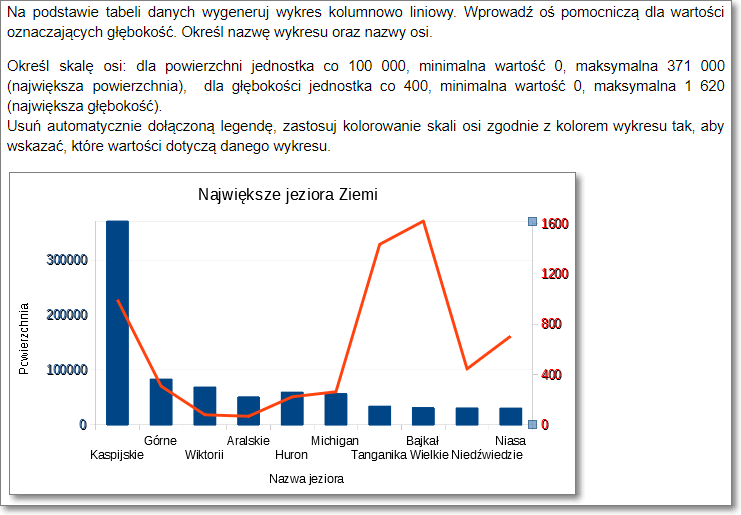 Na podstawie tabeli danych wygeneruj wykres kolumnowo liniowy. Wprowadź oś pomocniczą dla wartości
oznaczających głębokość. Określ nazwę wykresu oraz nazwy osi.
Określ skalę osi: dla powierzchni jednostka co 100 000, minimalna wartość 0, maksymalna 371 000
(największa powierzchnia), dla głębokości jednostka co 400, minimalna wartość 0, maksymalna 1 620
(największa głębokość).
Usuń automatycznie dołączoną legendę, zastosuj kolorowanie skali osi zgodnie z kolorem wykresu tak, aby
wskazać, które wartości dotyczą danego wykresu.
Największe jeziora Ziemi
300000
200000
100000
0
Powierzchnia
1600
1200
800
400
0
Górne Aralskie Michigan Bajkał Niasa
Kaspijskie Wiktorii Huron Tanganika Wielkie Niedźwiedzie
Nazwa jeziora